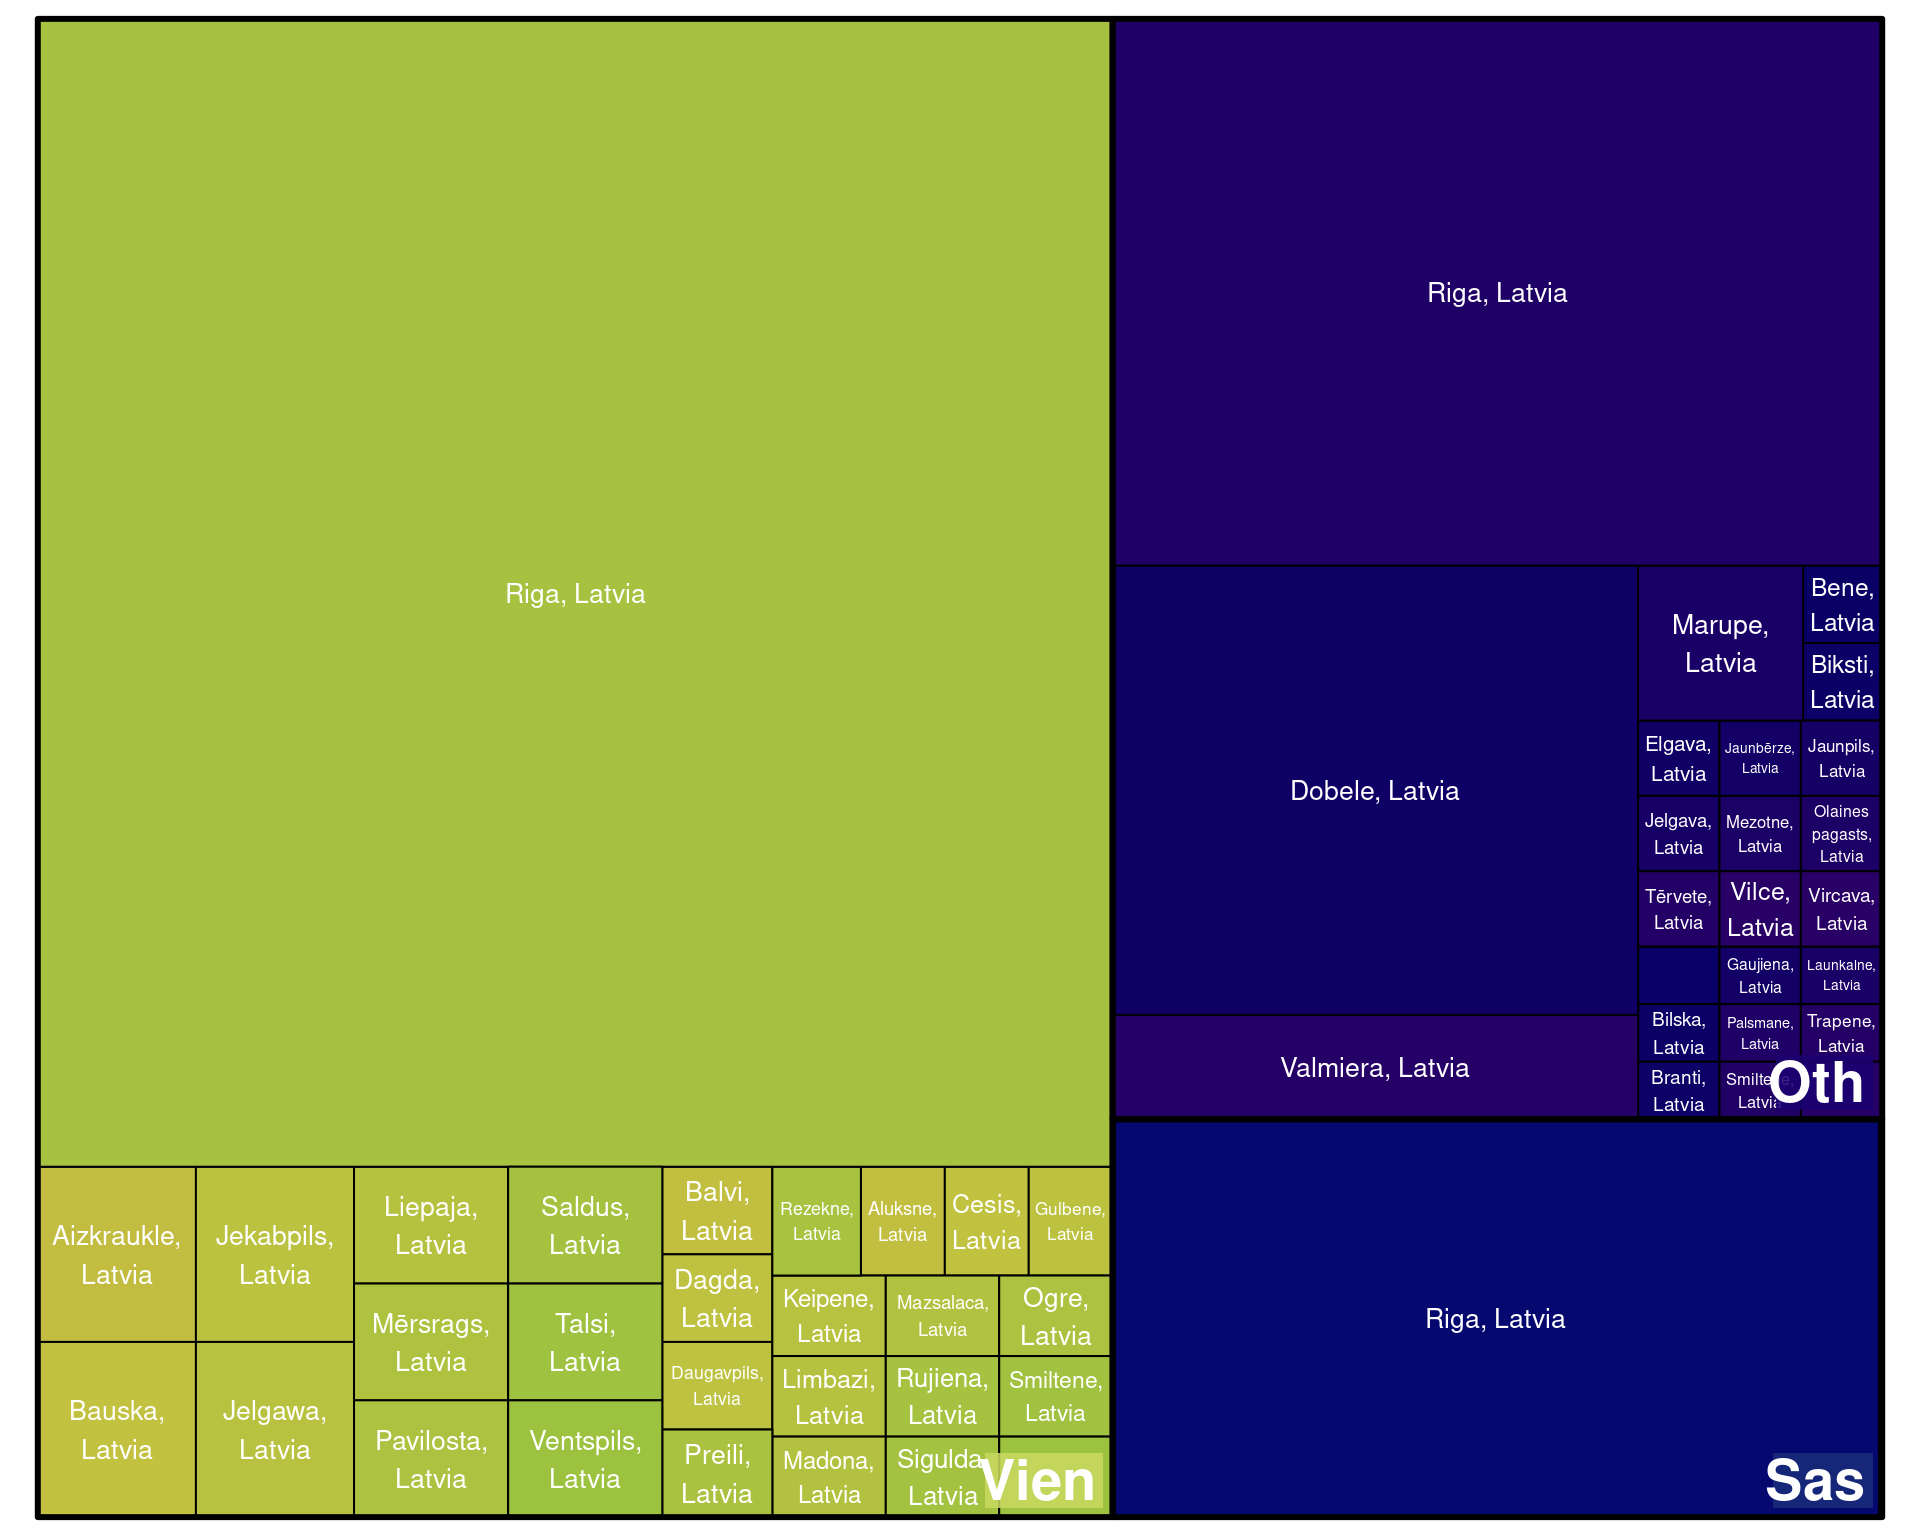 Riga, Latvia
Aizkraukle,
Latvia
Bauska,
Latvia
Jekabpils,
Latvia
Jelgawa,
Latvia
Liepaja,
Latvia
Mērsrags,
Latvia
Pavilosta,
Latvia
Saldus,
Latvia
Talsi,
Latvia
Ventspils,
Latvia
Balvi,
Latvia
Dagda,
Latvia
Daugavpils,
Latvia
Preili,
Latvia
Rezekne,
Latvia
Aluksne,
Latvia
Cesis,
Latvia
Gulbene,
Latvia
Keipene,
Latvia
Limbazi,
Latvia
Madona,
Latvia
Mazsalaca,
Latvia
Rujiena,
Latvia
Sigulda,
Latvia
Ogre,
Latvia
Smiltene,
Latvia
Vien
Riga, Latvia
Dobele, Latvia
Valmiera, Latvia
Marupe,
Latvia
Bene,
Latvia
Biksti,
Latvia
Elgava,
Latvia
Jaunbērze,
Latvia
Jaunpils,
Latvia
Jelgava,
Latvia
Mezotne,
Latvia
Olaines
pagasts,
Latvia
Tērvete,
Latvia
Vilce,
Latvia
Vircava,
Latvia
Gaujiena,
Latvia
Launkalne,
Latvia
Bilska,
Latvia
Palsmane,
Latvia
Trapene,
Latvia
Branti,
Latvia
Smiltene,
Latvia
Oth
Riga, Latvia
Sas